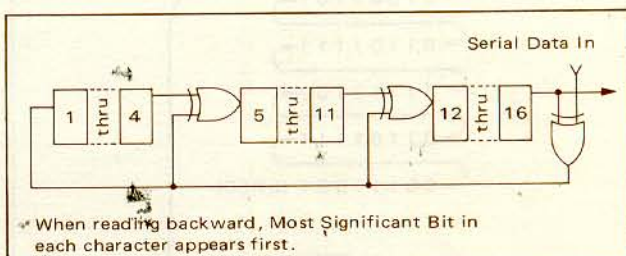 Serial Data In
1 thru 4 5 thru 11 12 thru 16
When reading backward, Most Significant Bit in
each character appears first.